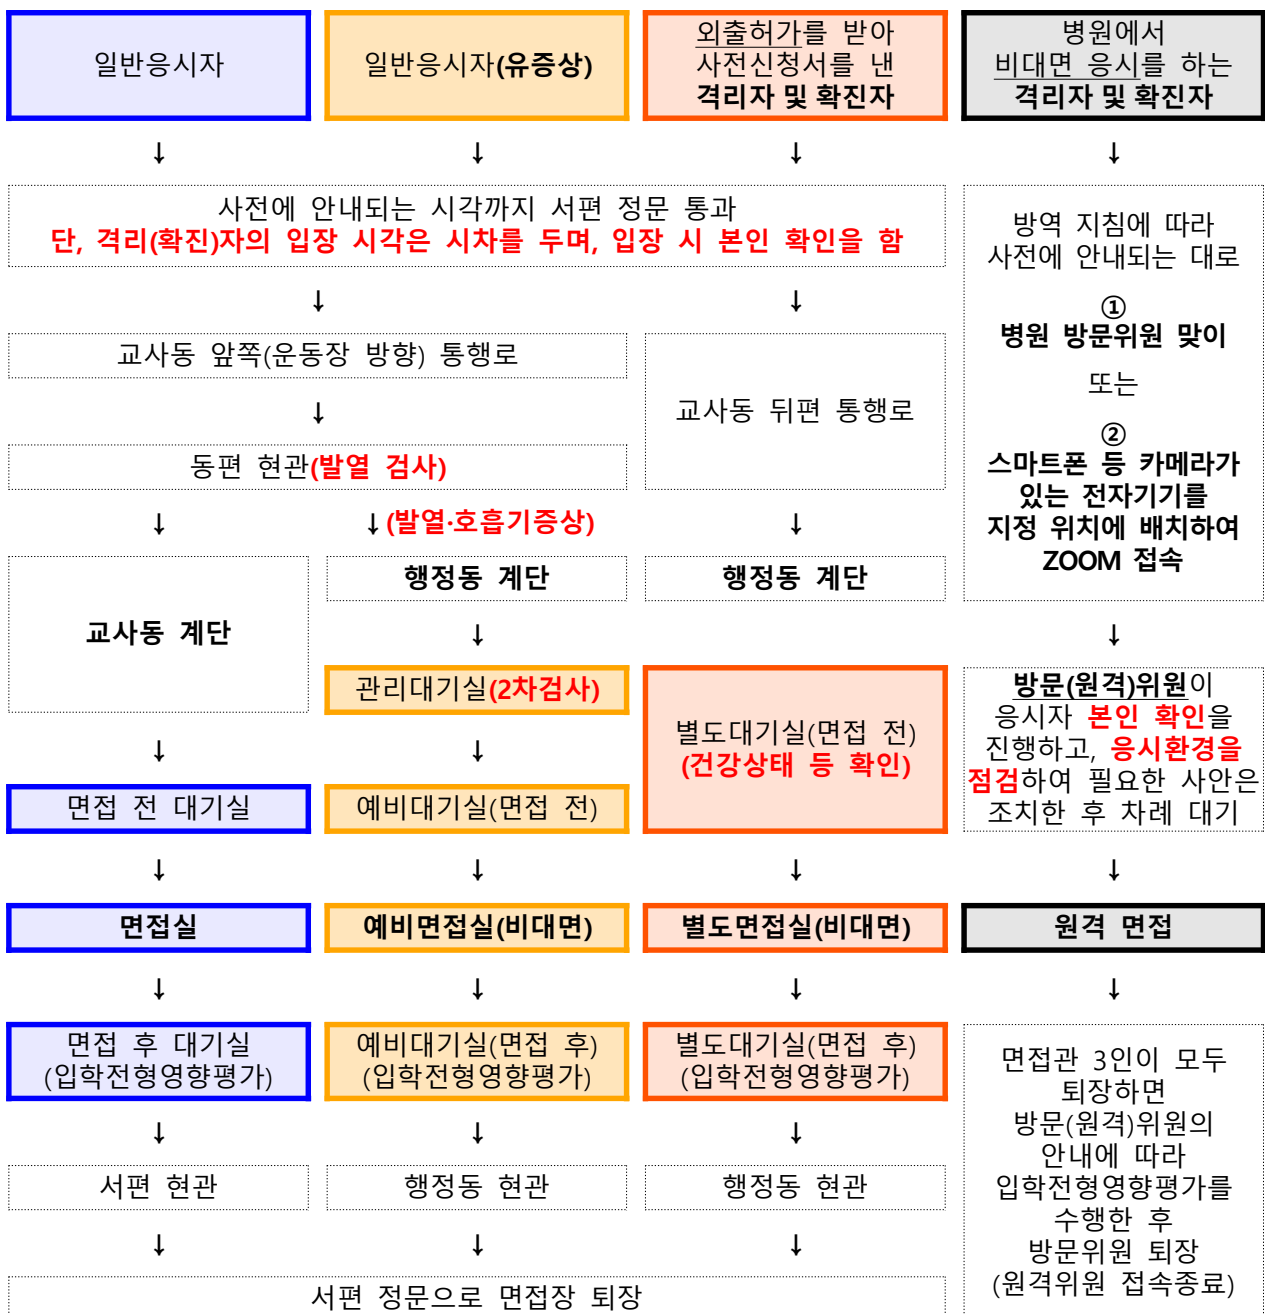 일반응시자
일반응시자(유증상)
외출허가를 받아
사전신청서를 낸
격리자 및 확진자
병원에서
비대면 응시를 하는
격리자 및 확진자
↓ ↓ ↓ ↓
사전에 안내되는 시각까지 서편 정문 통과
단, 격리(확진)자의 입장 시각은 시차를 두며, 입장 시 본인 확인을 함
방역 지침에 따라
사전에 안내되는 대로
①
병원 방문위원 맞이
또는
②
스마트폰 등 카메라가
있는 전자기기를
지정 위치에 배치하여
ZOOM 접속
↓ ↓
교사동 앞쪽(운동장 방향) 통행로
교사동 뒤편 통행로
↓
동편 현관(발열 검사)
↓ ↓(발열·호흡기증상) ↓
교사동 계단
행정동 계단
행정동 계단
↓ ↓
관리대기실(2차검사)
별도대기실(면접 전)
(건강상태 등 확인)
방문(원격)위원이
응시자 본인 확인을
진행하고, 응시환경을
점검하여 필요한 사안은
조치한 후 차례 대기
↓ ↓
면접 전 대기실
예비대기실(면접 전)
↓ ↓ ↓ ↓
면접실
예비면접실(비대면)
별도면접실(비대면)
원격 면접
↓ ↓ ↓ ↓
면접 후 대기실
(입학전형영향평가)
예비대기실(면접 후)
(입학전형영향평가)
별도대기실(면접 후)
(입학전형영향평가)
면접관 3인이 모두
퇴장하면
방문(원격)위원의
안내에 따라
입학전형영향평가를
수행한 후
방문위원 퇴장
(원격위원 접속종료)
↓ ↓ ↓
서편 현관
행정동 현관
행정동 현관
↓ ↓ ↓
서편 정문으로 면접장 퇴장